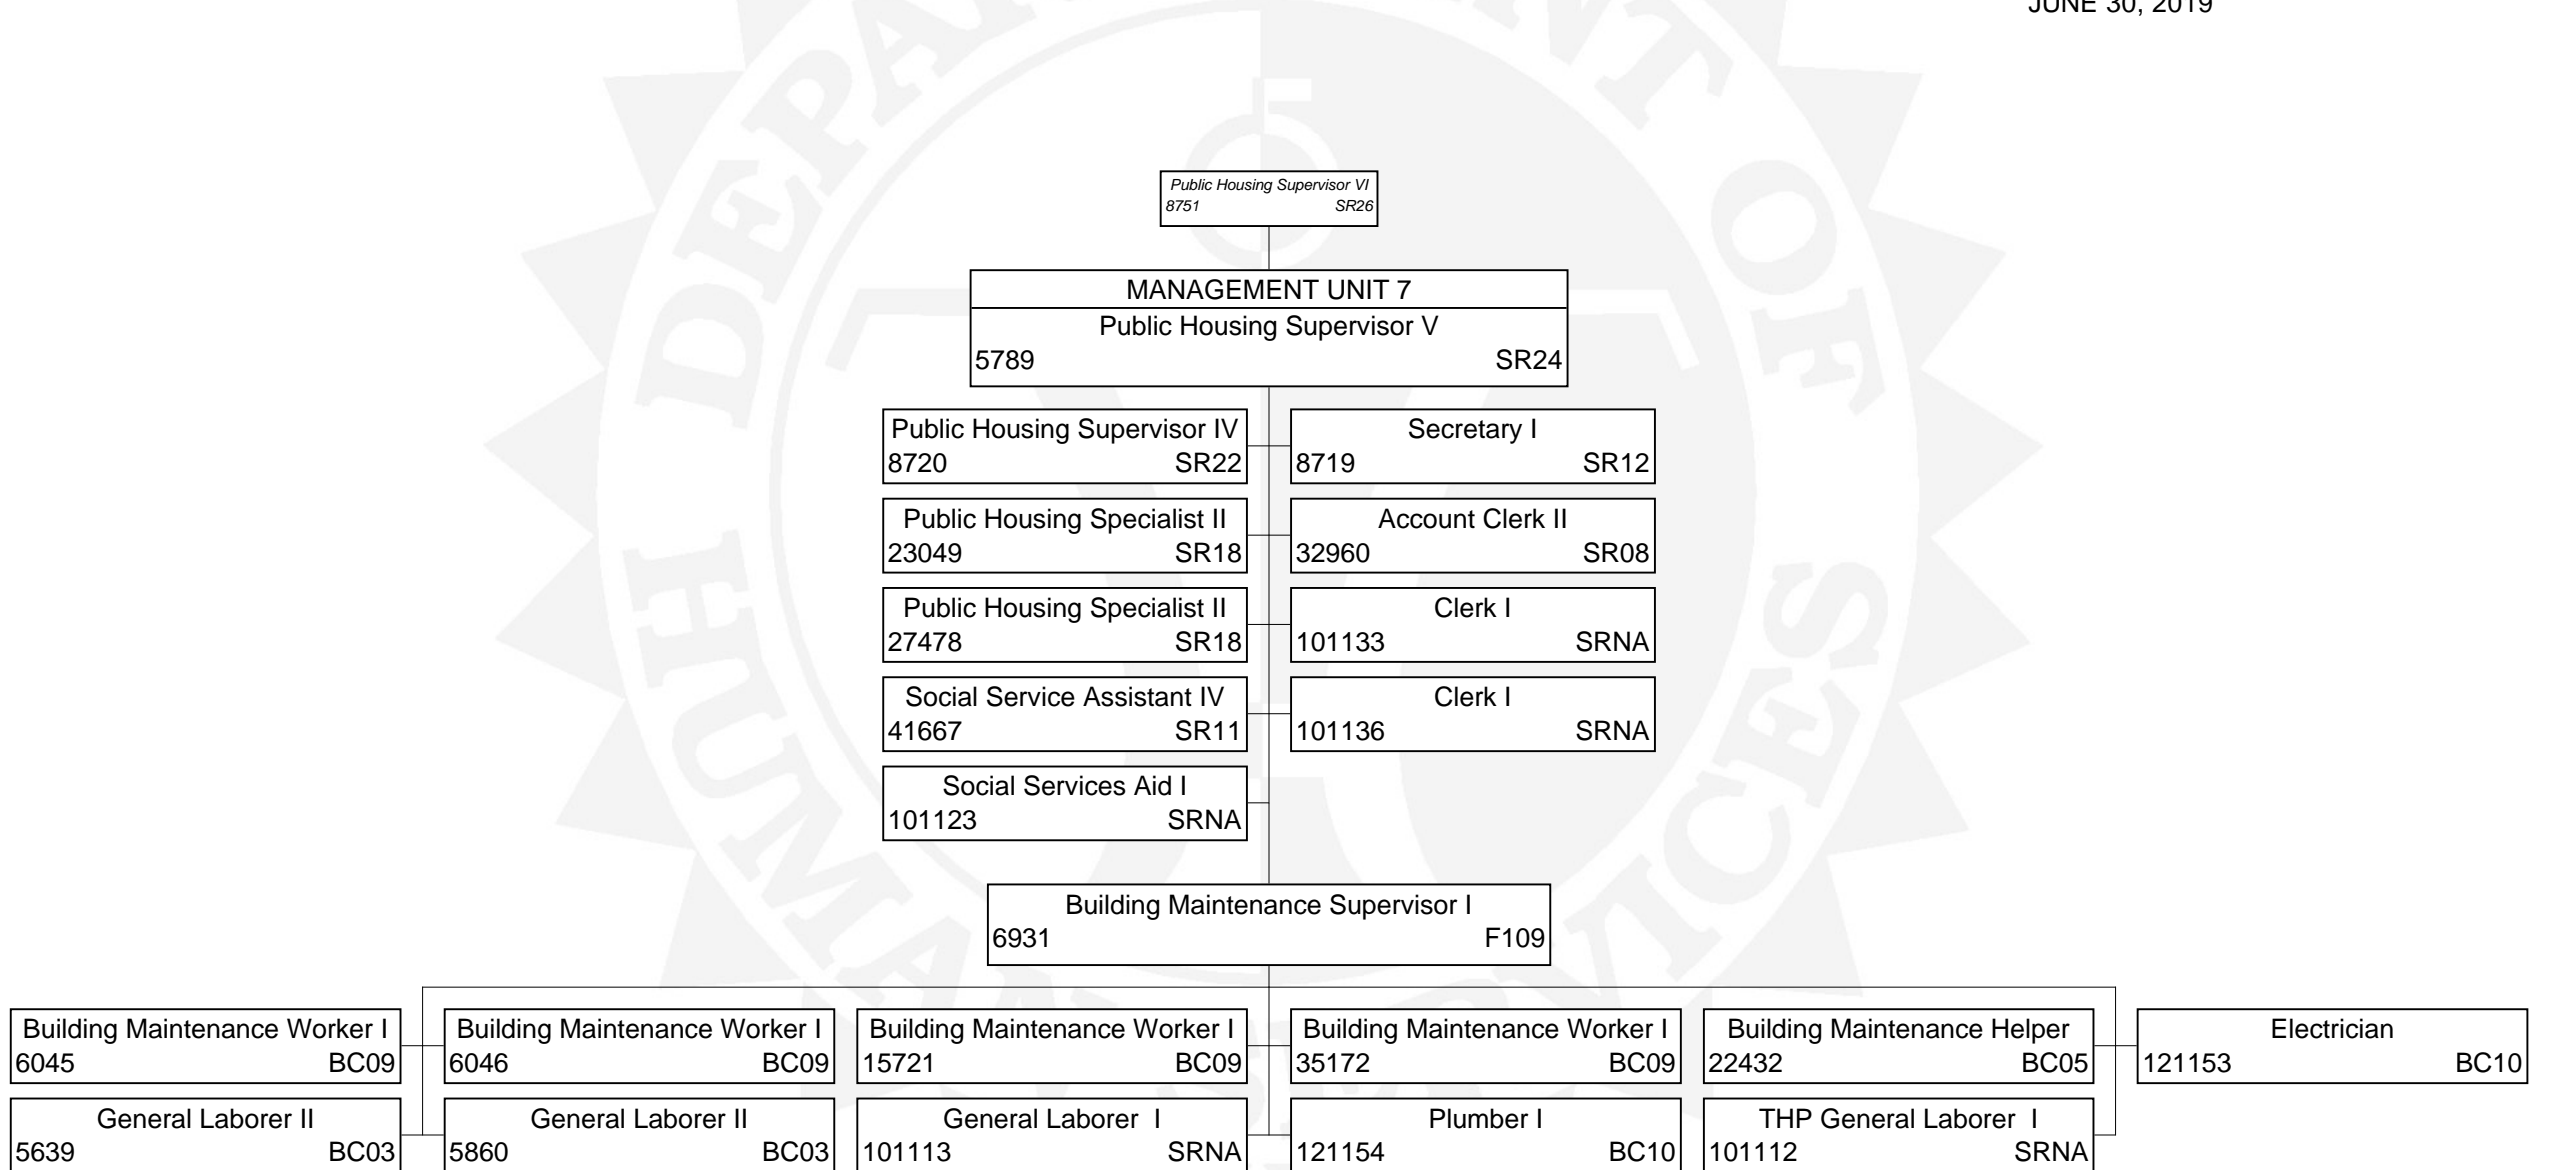 JUNE 30, 2019
Public Housing Supervisor VI
8751 SR26
MANAGEMENT UNIT 7
Public Housing Supervisor V
5789 SR24
Public Housing Supervisor IV
8720 SR22
Secretary I
8719 SR12
Public Housing Specialist II
23049 SR18
Account Clerk II
32960 SR08
Public Housing Specialist II
27478 SR18
Clerk I
101133 SRNA
Social Service Assistant IV
41667 SR11
Clerk I
101136 SRNA
Social Services Aid I
101123 SRNA
Building Maintenance Supervisor I
6931 F109
Building Maintenance Worker I
6045 BC09
Building Maintenance Worker I
6046 BC09
Building Maintenance Worker I
15721 BC09
Building Maintenance Worker I
35172 BC09
Building Maintenance Helper
22432 BC05
Electrician
121153 BC10
General Laborer II
5639 BC03
General Laborer II
5860 BC03
General Laborer I
101113 SRNA
Plumber I
121154 BC10
THP General Laborer I
101112 SRNA
DEPARTMENT OF
HUMAN SERVICES